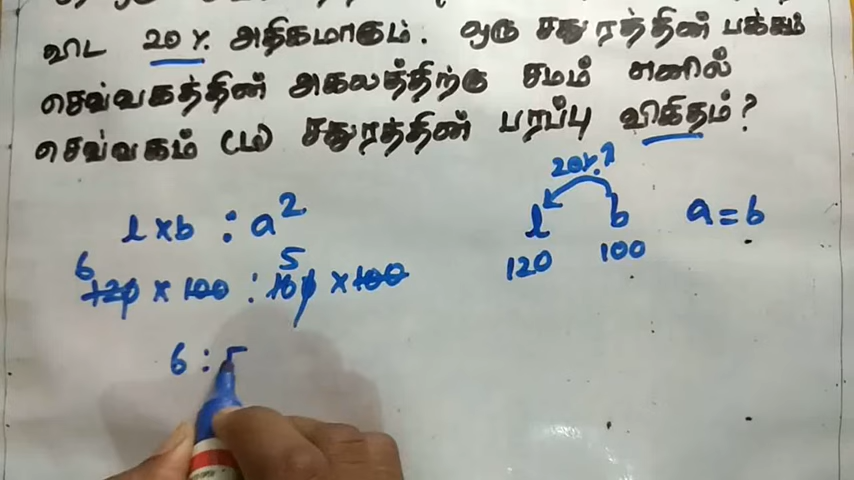 விட 20%. அதிகமாகும். ஒரு சதுரத்தின் பக்கம்
செவ்வகத்தின் அகலத்திற்கு சமம் எனில்
செவ்வகம் (ம) சதுரத்தின் பரப்பு விகிதம்?
20%↑
l b a = b
120 100
l x b : a²
6 5
120 x 100 : 100 x 100
6 : 5